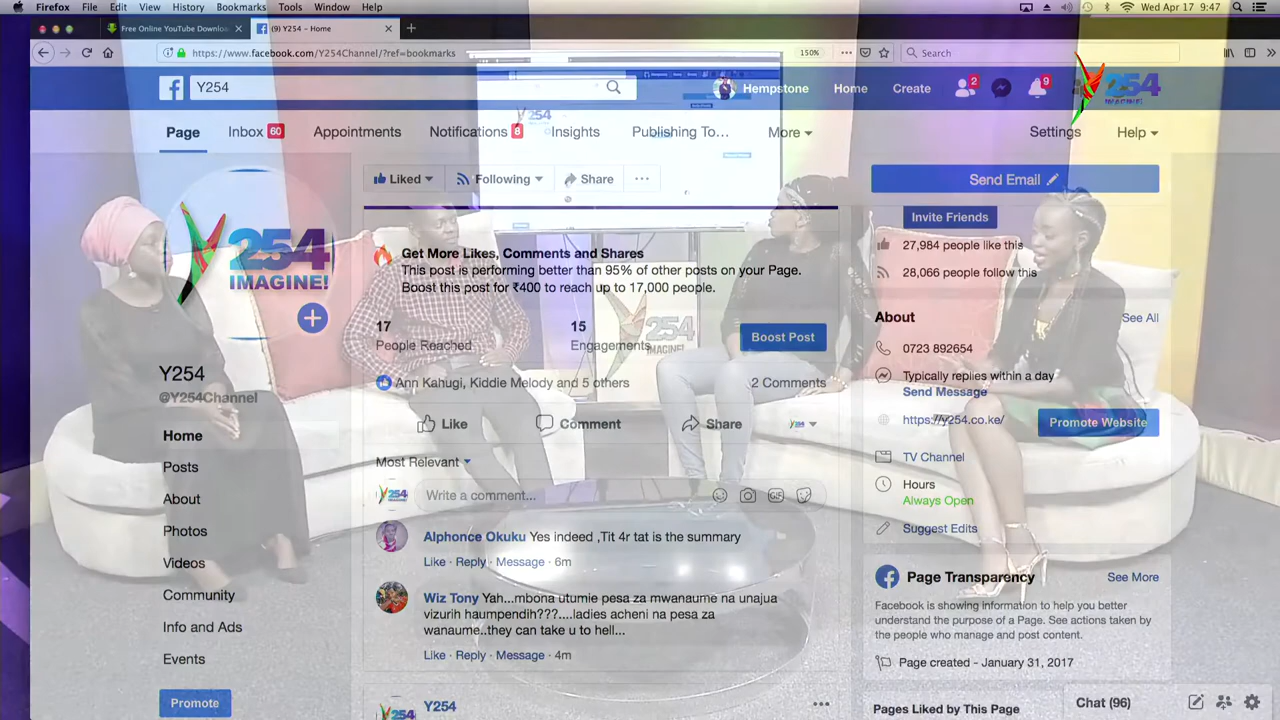 Firefox File Edit View History Bookmarks Tools Window Help
Wed Apr 17 9:47
Free Online YouTube Downloa
(9) Y254 - Home
https://www.facebook.com/Y254Channel/?ref=bookmarks
150%
Search
Y254
Hempstone Home Create 2 9
254
IMAGINE!
Page Inbox 60 Appointments Notifications 8 Insights Publishing To... More Settings Help
Liked Following Share ...
Send Email
254
IMAGINE!
Y254
@Y254Channel
Home
Posts
About
Photos
Videos
Community
Info and Ads
Events
Promote
Get More Likes, Comments and Shares
This post is performing better than 95% of other posts on your Page.
Boost this post for ₹400 to reach up to 17,000 people.
17
People Reached
15
Engagements
Boost Post
254
IMAGINE!
Ann Kahugi, Kiddie Melody and 5 others
2 Comments
Like Comment Share
Most Relevant
Write a comment...
GIF
Alphonce Okuku Yes indeed ,Tit 4r tat is the summary
Like · Reply · Message · 6m
Wiz Tony Yah...mbona utumie pesa za mwanaume na unajua
vizurih haumpendih???....ladies acheni na pesa za
wanaume..they can take u to hell...
Like · Reply · Message · 4m
Y254
Invite Friends
27,984 people like this
28,066 people follow this
About
See All
0723 892654
Typically replies within a day
Send Message
https://y254.co.ke/
Promote Website
TV Channel
Hours
Always Open
Suggest Edits
Page Transparency
See More
Facebook is showing information to help you better
understand the purpose of a Page. See actions taken
by the people who manage and post content.
Page created - January 31, 2017
Pages Liked by This Page
Chat (96)